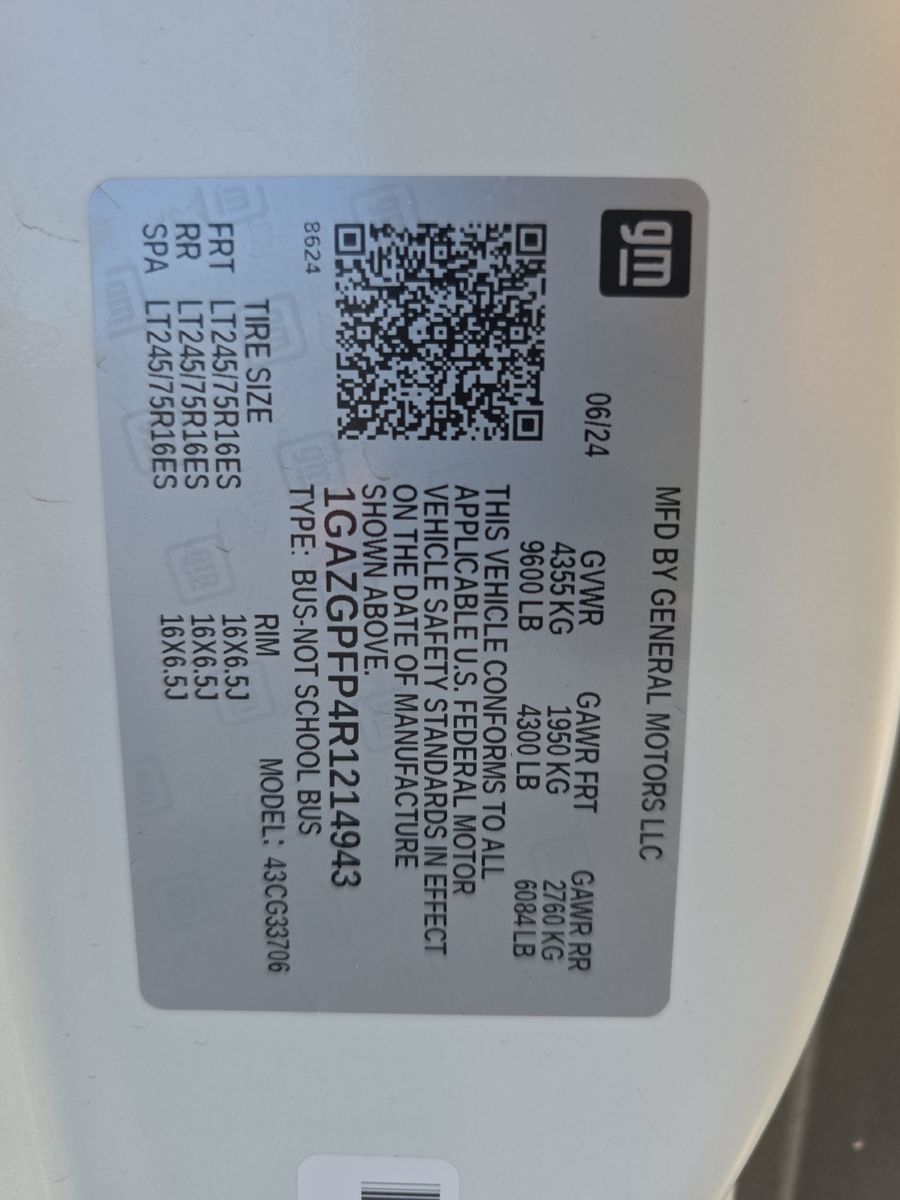 gm
MFD BY GENERAL MOTORS LLC
06/24 GVWR GAWR FRT GAWR RR
4355 KG 1950 KG 2760 KG
9600 LB 4300 LB 6084 LB
THIS VEHICLE CONFORMS TO ALL
APPLICABLE U.S. FEDERAL MOTOR
VEHICLE SAFETY STANDARDS IN EFFECT
ON THE DATE OF MANUFACTURE
SHOWN ABOVE.
1GAZGPFP4R1214943
8624 TYPE: BUS-NOT SCHOOL BUS
TIRE SIZE RIM MODEL: 43CG33706
FRT LT245/75R16ES 16X6.5J
RR LT245/75R16ES 16X6.5J
SPA LT245/75R16ES 16X6.5J